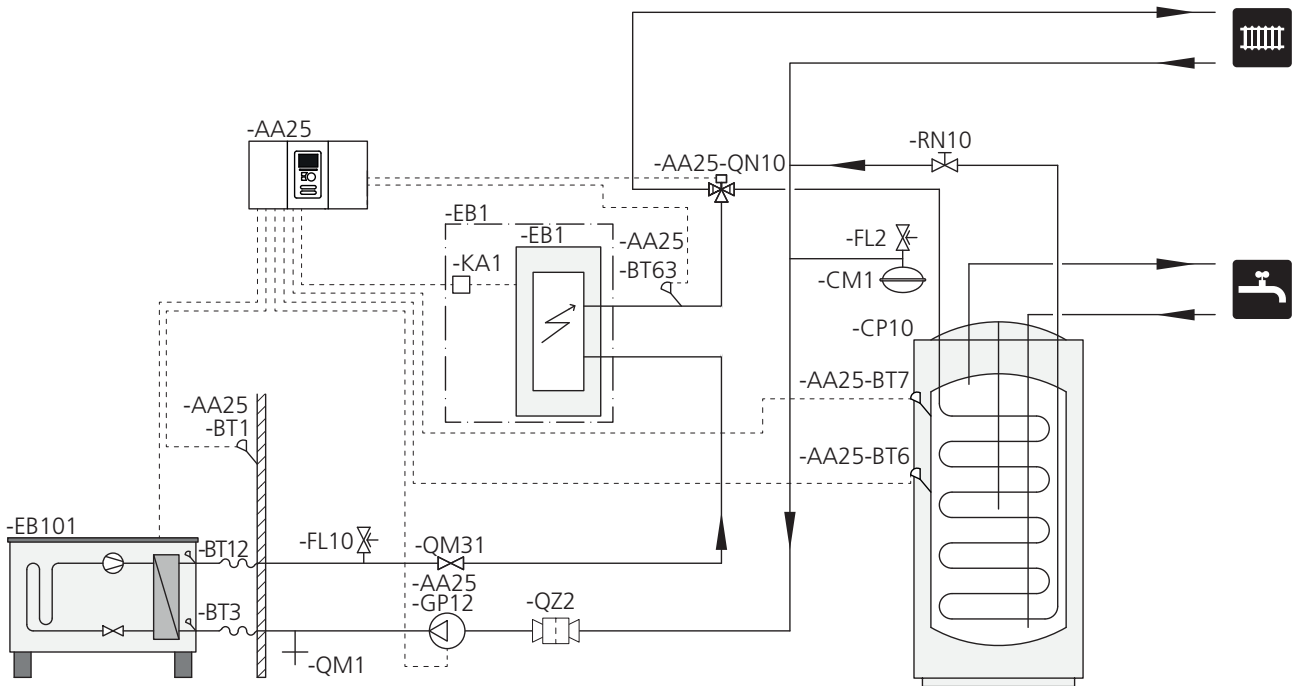 -AA25
-RN10
-AA25-QN10
-EB1
-EB1
-AA25
-BT63
-KA1
-FL2
-CM1
-CP10
-AA25-BT7
-AA25
-BT1
-AA25-BT6
-EB101
-BT12
-FL10
-QM31
-AA25
-GP12
-QZ2
-BT3
-QM1